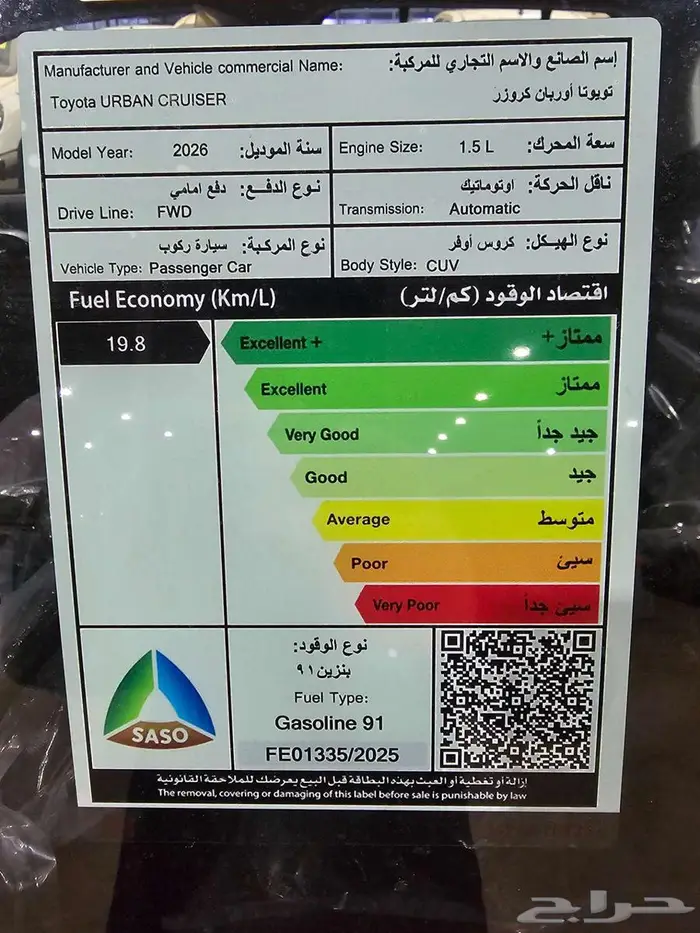 Manufacturer and Vehicle commercial Name: إسم الصانع والاسم التجاري للمركبة:
Toyota URBAN CRUISER تويوتا أوربان كروزر
Model Year: 2026 سنة الموديل:
Engine Size: 1.5 L سعة المحرك:
نوع الدفع: دفع امامي
Drive Line: FWD
ناقل الحركة: اوتوماتيك
Transmission: Automatic
نوع المركبة: سيارة ركوب
Vehicle Type: Passenger Car
نوع الهيكل: كروس أوفر
Body Style: CUV
Fuel Economy (Km/L) اقتصاد الوقود (كم/لتر)
19.8
Excellent + ممتاز+
Excellent ممتاز
Very Good جيد جداً
Good جيد
Average متوسط
Poor سيئ
Very Poor سيئ جداً
SASO
نوع الوقود:
بنزين٩١
Fuel Type:
Gasoline 91
FE01335/2025
إزالة أو تغطية أو العبث بهذه البطاقة قبل البيع يعرضك للملاحقة القانونية
The removal, covering or damaging of this label before sale is punishable by law
حراج